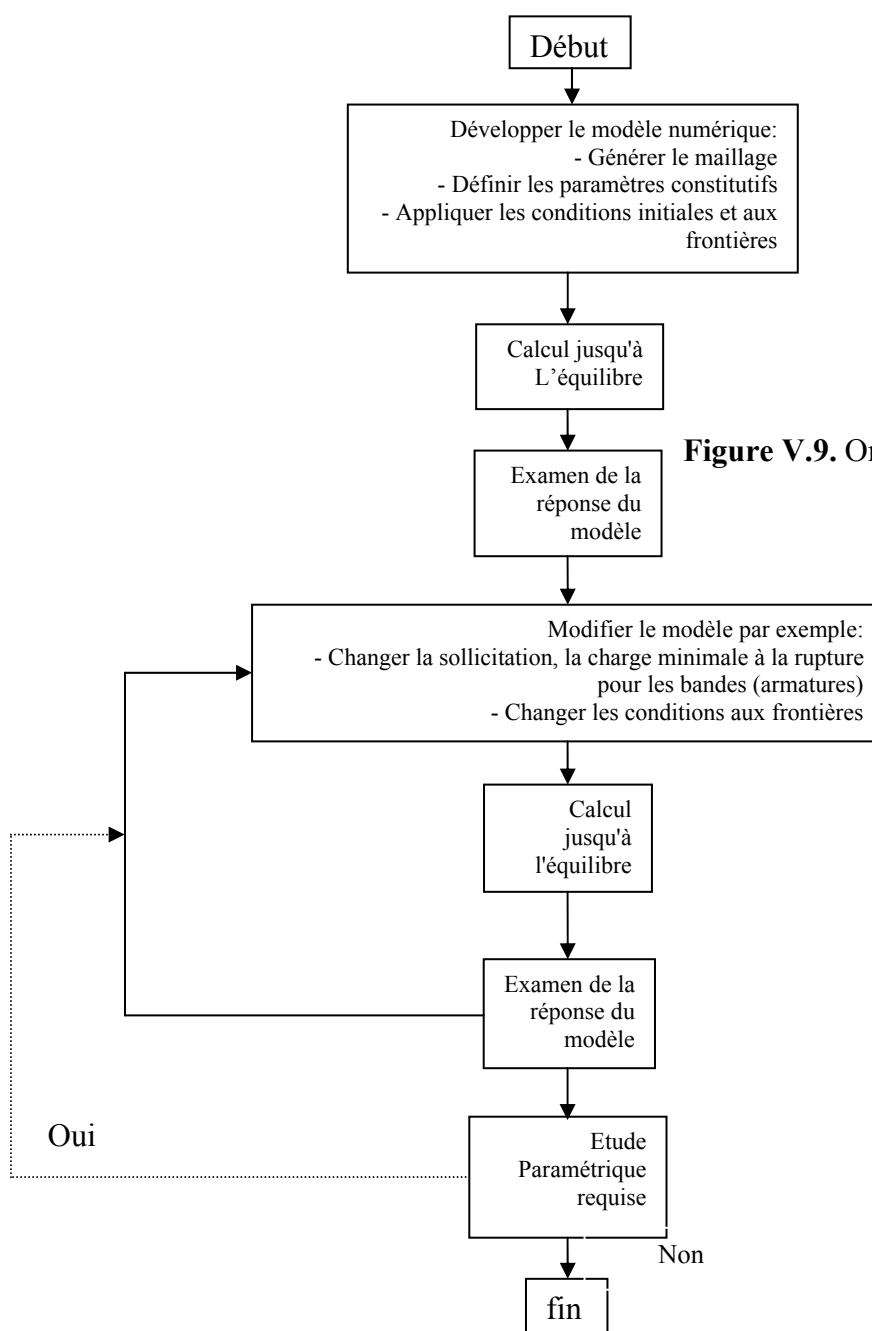 Début
Développer le modèle numérique:
- Générer le maillage
- Définir les paramètres constitutifs
- Appliquer les conditions initiales et aux
frontières
Calcul jusqu'à
L’équilibre
Figure V.9.
Examen de la
réponse du
modèle
Modifier le modèle par exemple:
- Changer la sollicitation, la charge minimale à la rupture
pour les bandes (armatures)
- Changer les conditions aux frontières
Calcul
jusqu'à
l'équilibre
Examen de la
réponse du
modèle
Oui
Etude
Paramétrique
requise
Non
fin